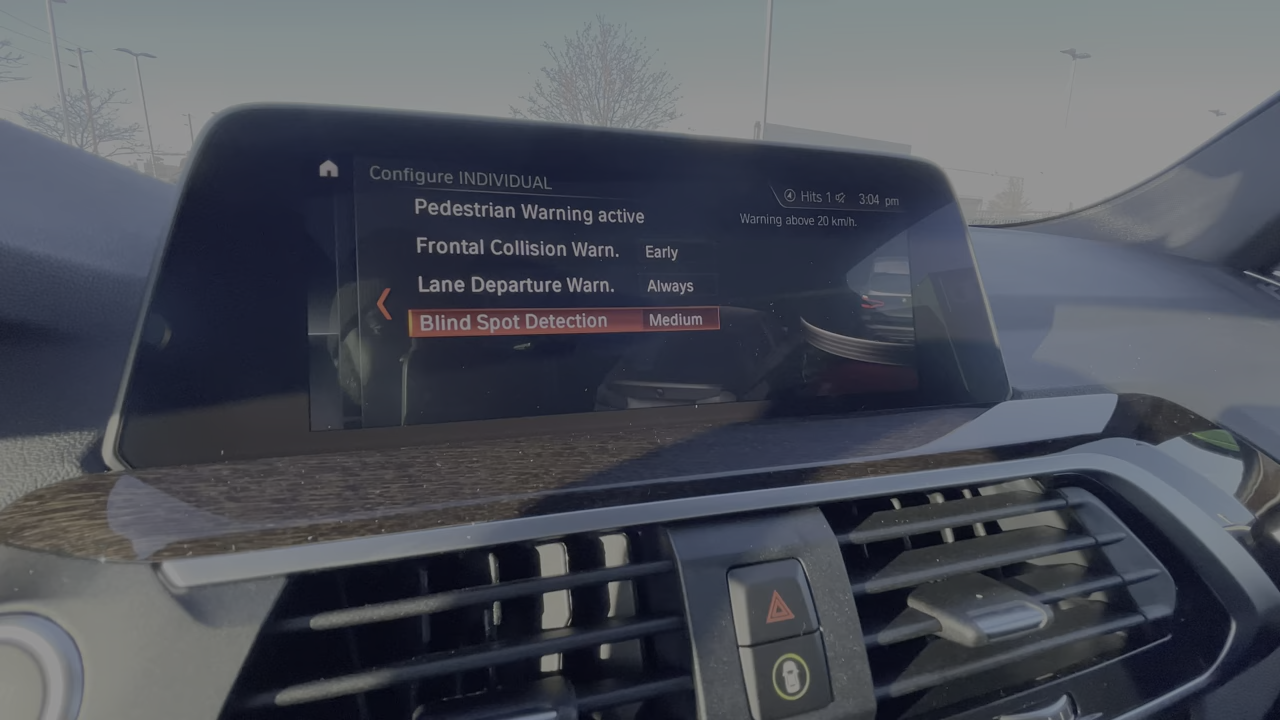 Configure INDIVIDUAL
Hits 1 3:04 pm
Pedestrian Warning active
Warning above 20 km/h.
Frontal Collision Warn. Early
Lane Departure Warn. Always
Blind Spot Detection Medium